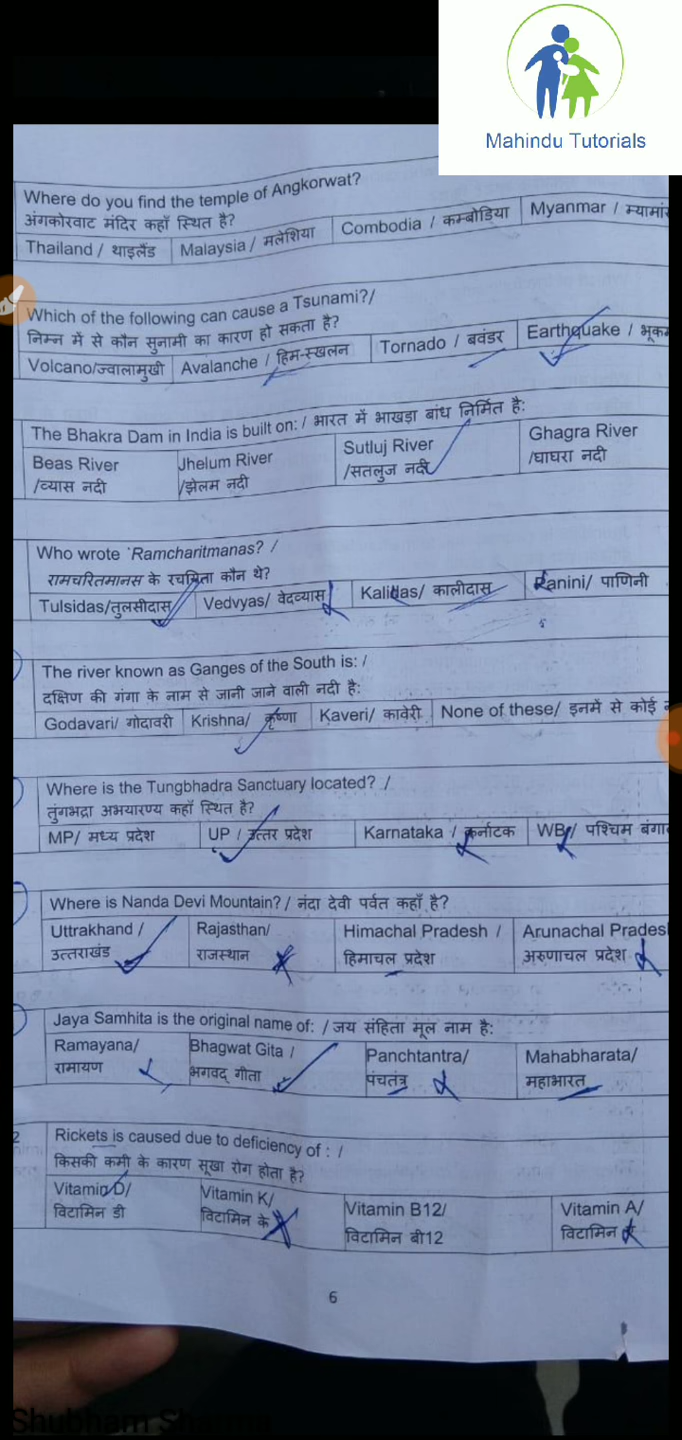 Mahindu Tutorials
Where do you find the temple of Angkorwat?
अंगकोरवाट मंदिर कहाँ स्थित है?
Thailand / थाइलैंड Malaysia / मलेशिया Combodia / कम्बोडिया Myanmar / म्यामां
Which of the following can cause a Tsunami?/
निम्न में से कौन सुनामी का कारण हो सकता है?
Volcano/ज्वालामुखी Avalanche / हिम-स्खलन Tornado / बवंडर Earthquake / भूक
The Bhakra Dam in India is built on: / भारत में भाखड़ा बांध निर्मित है:
Beas River Jhelum River Sutluj River Ghagra River
/व्यास नदी /झेलम नदी /सतलुज नदी /घाघरा नदी
Who wrote 'Ramcharitmanas? /
रामचरितमानस के रचयिता कौन थे?
Tulsidas/तुलसीदास Vedvyas/ वेदव्यास Kalidas/ कालीदास Panini/ पाणिनी
The river known as Ganges of the South is: /
दक्षिण की गंगा के नाम से जानी जाने वाली नदी है:
Godavari/ गोदावरी Krishna/ कृष्णा Kaveri/ कावेरी None of these/ इनमें से कोई
Where is the Tungbhadra Sanctuary located? /
तुंगभद्रा अभयारण्य कहाँ स्थित है?
MP/ मध्य प्रदेश UP / उत्तर प्रदेश Karnataka / कर्नाटक WB/ पश्चिम बंगा
Where is Nanda Devi Mountain? / नंदा देवी पर्वत कहाँ है?
Uttrakhand / Rajasthan/ Himachal Pradesh / Arunachal Prades
उत्तराखंड राजस्थान हिमाचल प्रदेश अरुणाचल प्रदेश
Jaya Samhita is the original name of: / जय संहिता मूल नाम है:
Ramayana/ Bhagwat Gita / Panchtantra/ Mahabharata/
रामायण भगवद् गीता पंचतंत्र महाभारत
2 Rickets is caused due to deficiency of : /
किसकी कमी के कारण सूखा रोग होता है?
Vitamin D/ Vitamin K/ Vitamin B12/ Vitamin A/
विटामिन डी विटामिन के विटामिन बी12 विटामिन
6
Shubham Sharma